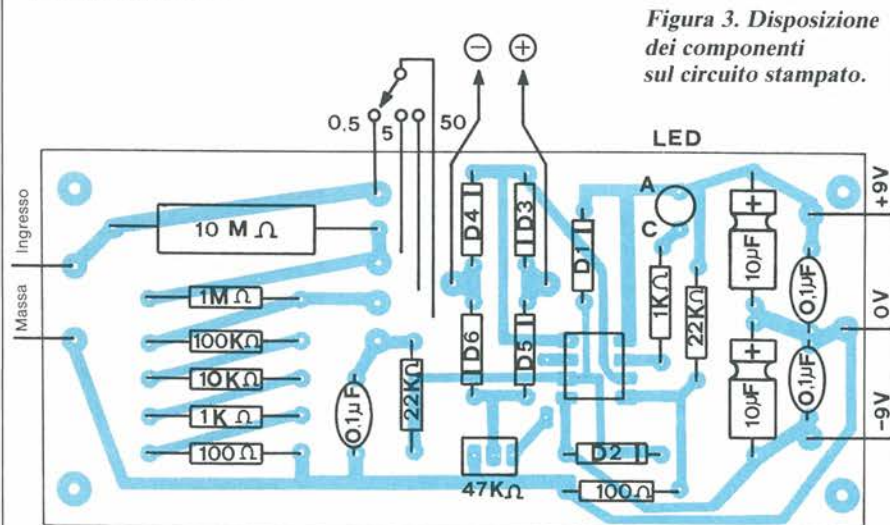 Figura 3. Disposizione
dei componenti
sul circuito stampato.
0,5
5
50
− +
LED
A
C
Ingresso
Massa
10 MΩ
1MΩ
100KΩ
10KΩ
1KΩ
100Ω
0,1µF
22KΩ
D4
D3
D6
D5
D1
1KΩ
22KΩ
47KΩ
D2
100Ω
+
10µF
+
10µF
0,1µF
0,1µF
+9V
0V
−9V